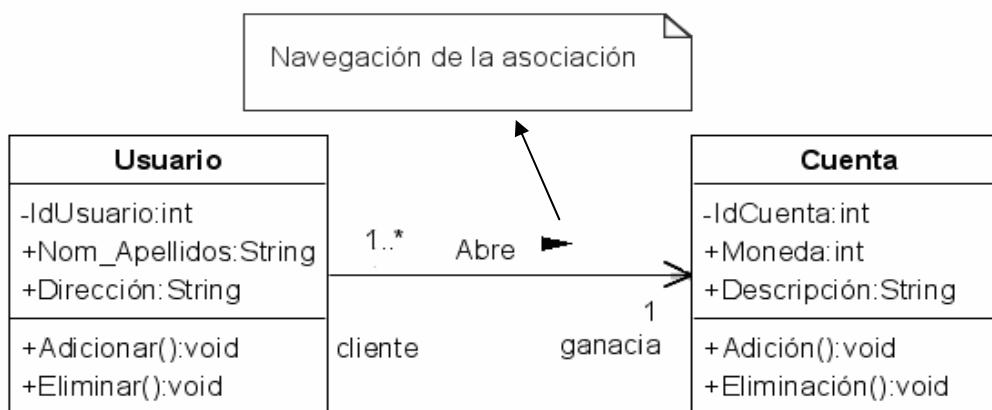 Navegación de la asociación
Usuario
-IdUsuario:int
+Nom_Apellidos:String
+Dirección:String
+Adicionar():void
+Eliminar():void
1..*
Abre
cliente
1
ganacia
Cuenta
-IdCuenta:int
+Moneda:int
+Descripción:String
+Adición():void
+Eliminación():void